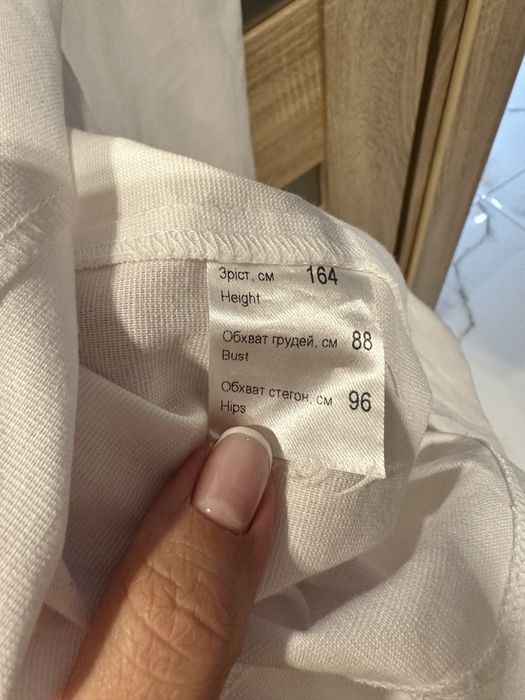 Зріст, см 164
Height
Обхват грудей, см 88
Bust
Обхват стегон, см 96
Hips